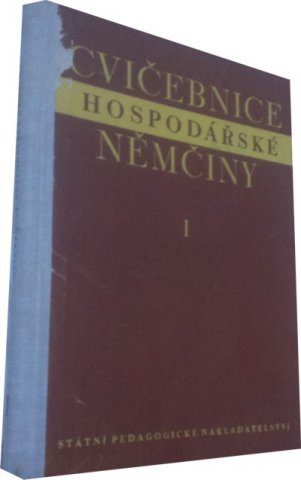 CVIČEBNICE
HOSPODÁŘSKÉ
NĚMČINY
I
STÁTNÍ PEDAGOGICKÉ NAKLADATELSTVÍ